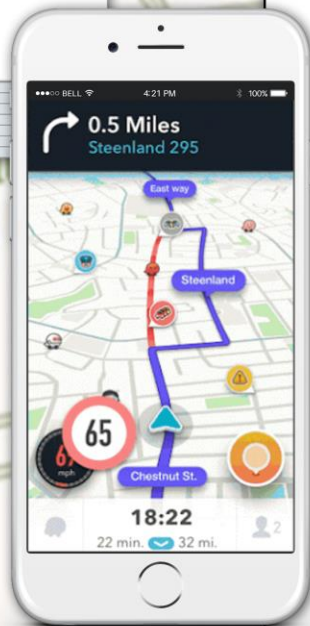 BELL
4:21 PM
100%
0.5 Miles
Steenland 295
East way
Steenland
65
mph
Chestnut St.
18:22
22 min.
32 mi.
2